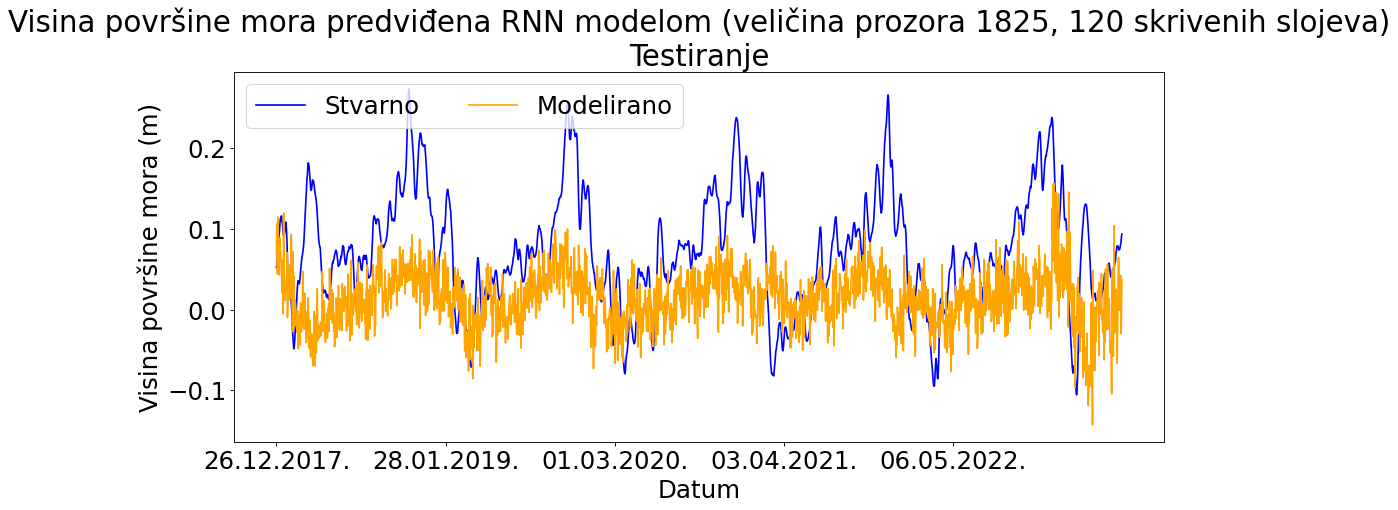 Visina površine mora predviđena RNN modelom (veličina prozora 1825, 120 skrivenih slojeva)
Testiranje
Stvarno Modelirano
Visina površine mora (m)
0.2
0.1
0.0
−0.1
26.12.2017. 28.01.2019. 01.03.2020. 03.04.2021. 06.05.2022.
Datum